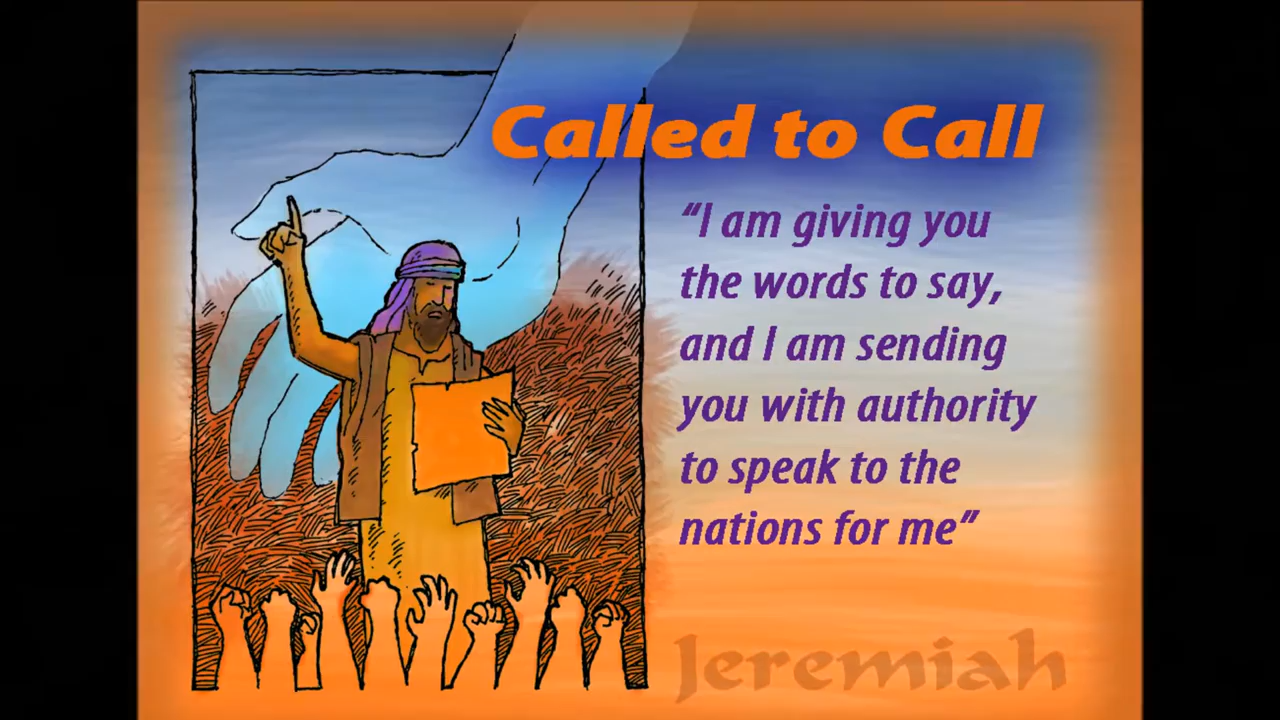 Called to Call
“I am giving you
the words to say,
and I am sending
you with authority
to speak to the
nations for me”
Jeremiah